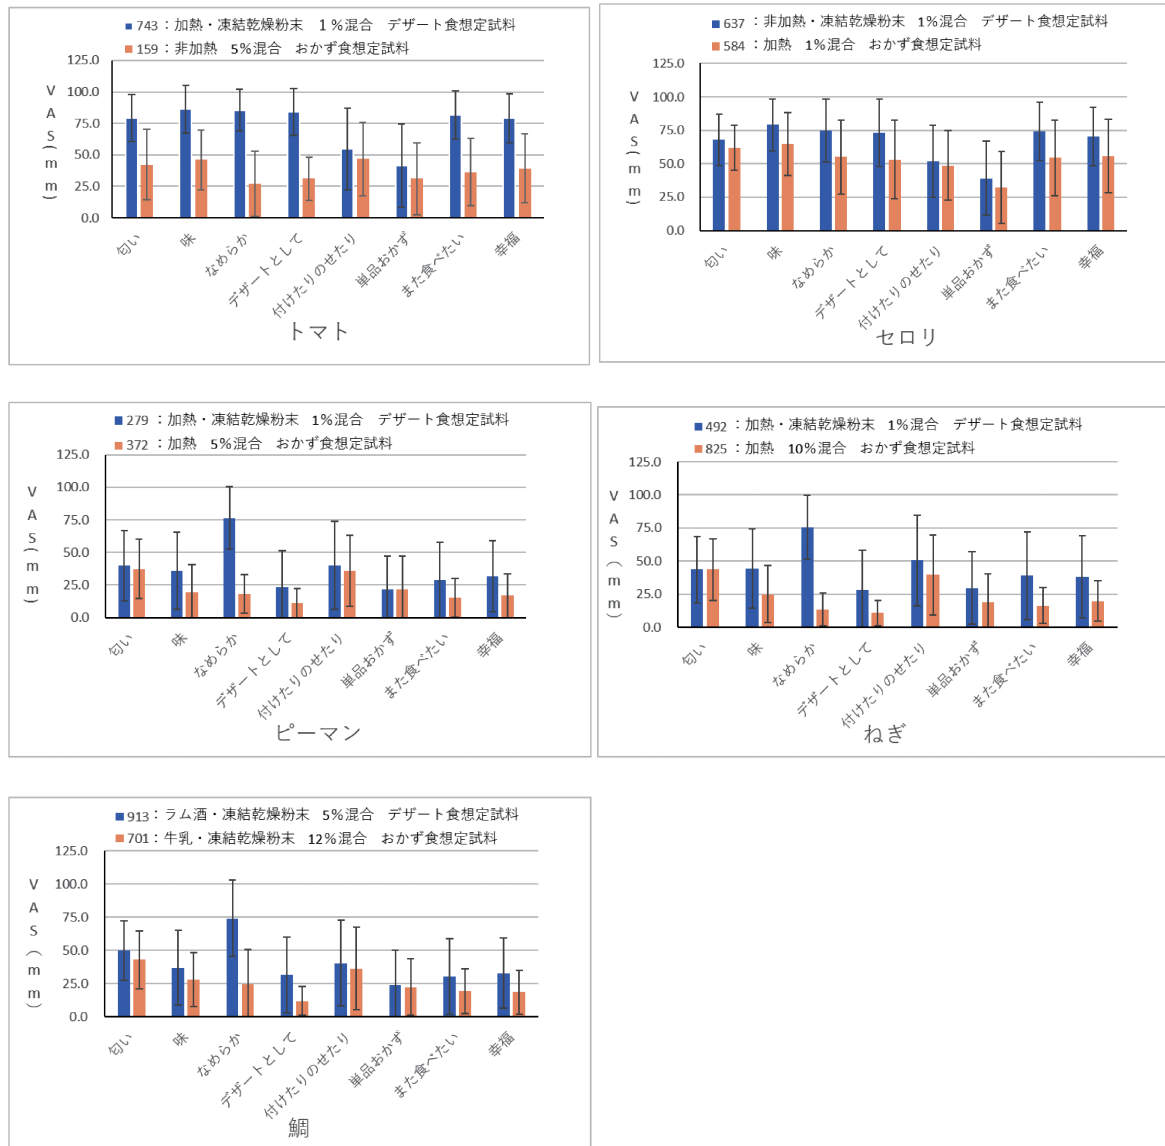 743：加熱・凍結乾燥粉末　1％混合　デザート食想定試料
159：非加熱　5%混合　おかず食想定試料
VAS(mm)
125.0
100.0
75.0
50.0
25.0
0.0
匂い
味
なめらか
デザートとして
付けたりのせたり
単品おかず
また食べたい
幸福
トマト
637：非加熱・凍結乾燥粉末　1%混合　デザート食想定試料
584：加熱　1%混合　おかず食想定試料
VAS(mm)
125.0
100.0
75.0
50.0
25.0
0.0
匂い
味
なめらか
デザートとして
付けたりのせたり
単品おかず
また食べたい
幸福
セロリ
279：加熱・凍結乾燥粉末　1%混合　デザート食想定試料
372：加熱　5%混合　おかず食想定試料
VAS(mm)
125.0
100.0
75.0
50.0
25.0
0.0
匂い
味
なめらか
デザートとして
付けたりのせたり
単品おかず
また食べたい
幸福
ピーマン
492：加熱・凍結乾燥粉末　1%混合　デザート食想定試料
825：加熱　10%混合　おかず食想定試料
VAS（mm）
125.0
100.0
75.0
50.0
25.0
0.0
匂い
味
なめらか
デザートとして
付けたりのせたり
単品おかず
また食べたい
幸福
ねぎ
913：ラム酒・凍結乾燥粉末　5%混合　デザート食想定試料
701：牛乳・凍結乾燥粉末　12%混合　おかず食想定試料
VAS（mm）
125.0
100.0
75.0
50.0
25.0
0.0
匂い
味
なめらか
デザートとして
付けたりのせたり
単品おかず
また食べたい
幸福
鯛